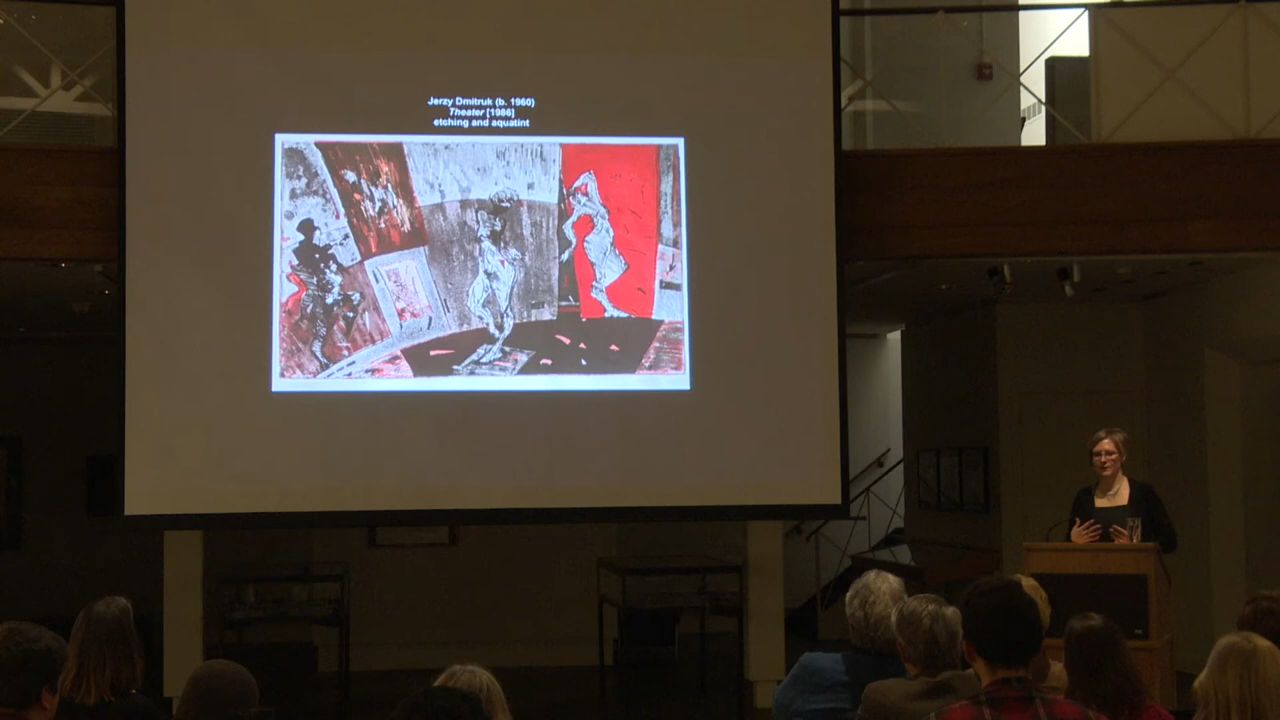 Jerzy Dmitruk (b. 1960)
Theater [1986]
etching and aquatint